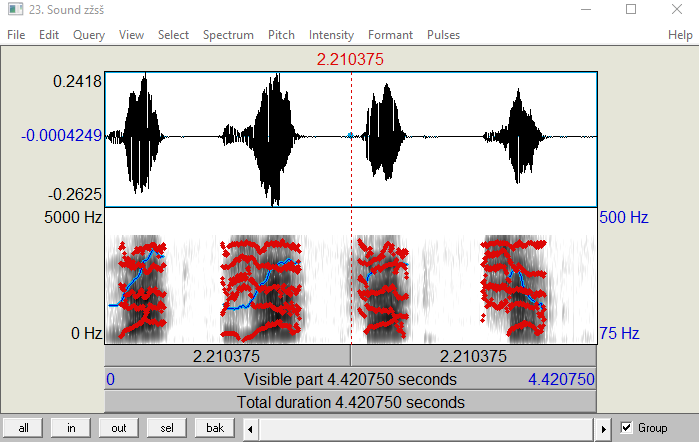 23. Sound zžsš
File Edit Query View Select Spectrum Pitch Intensity Formant Pulses Help
2.210375
0.2418
-0.0004249
-0.2625
5000 Hz 500 Hz
0 Hz 75 Hz
2.210375 2.210375
0 Visible part 4.420750 seconds 4.420750
Total duration 4.420750 seconds
all in out sel bak Group